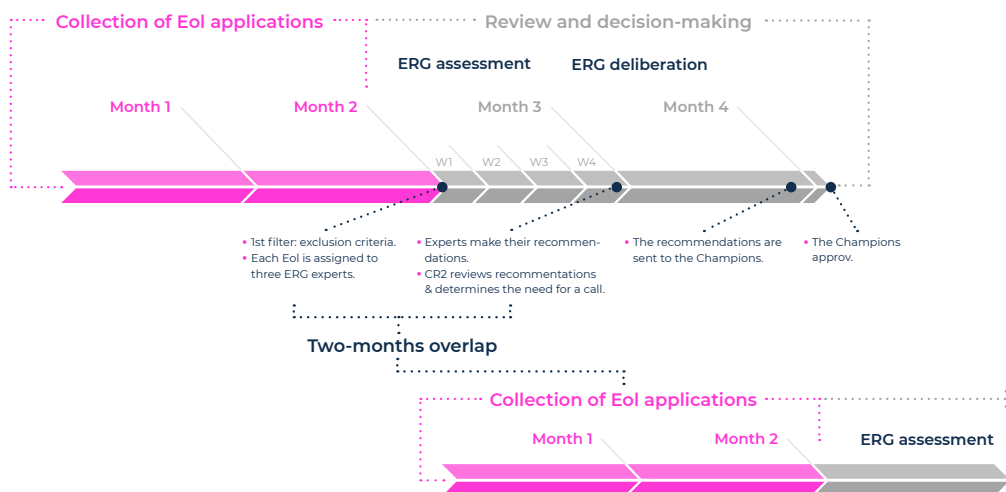 Collection of EoI applications
Review and decision-making
ERG assessment
ERG deliberation
Month 1
Month 2
Month 3
Month 4
W1
W2
W3
W4
• 1st filter: exclusion criteria.
• Each EoI is assigned to
three ERG experts.
• Experts make their recommen-
dations.
• CR2 reviews recommentations
& determines the need for a call.
• The recommendations are
sent to the Champions.
• The Champions
approv.
Two-months overlap
Collection of EoI applications
Month 1
Month 2
ERG assessment